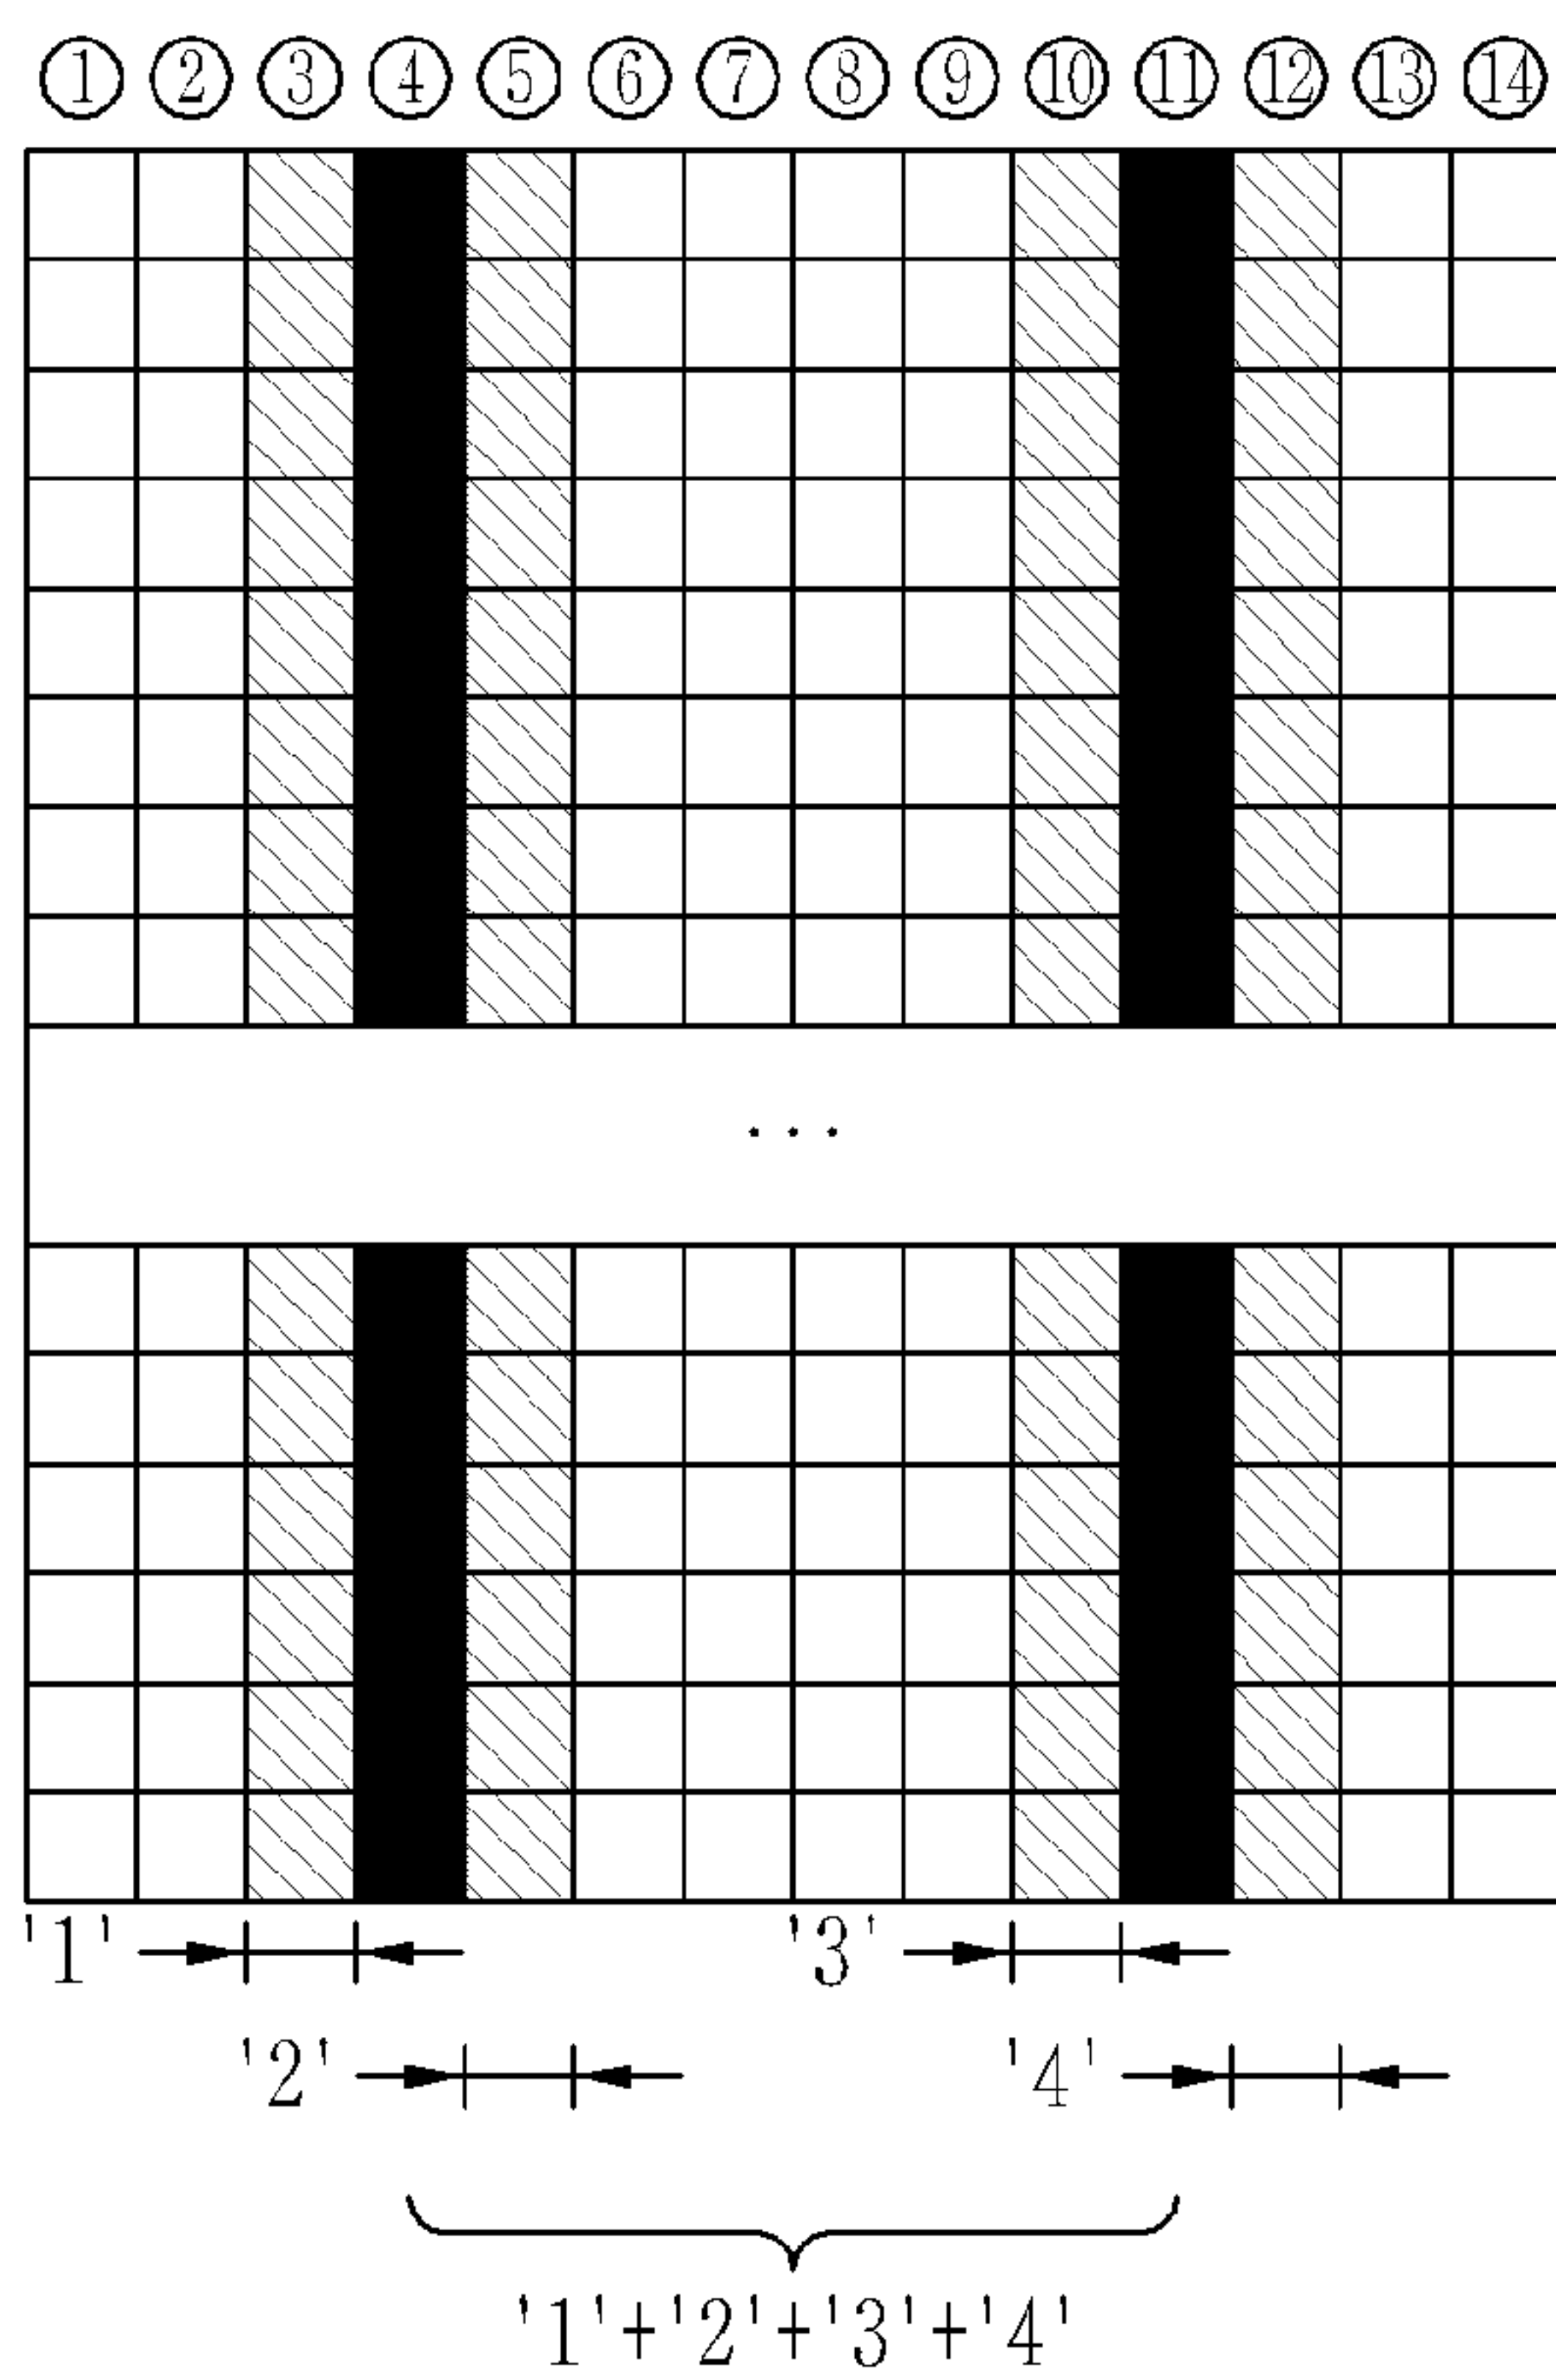 ① ② ③ ④ ⑤ ⑥ ⑦ ⑧ ⑨ ⑩ ⑪ ⑫ ⑬ ⑭
...
'1' '3'
'2' '4'
'1'+'2'+'3'+'4'